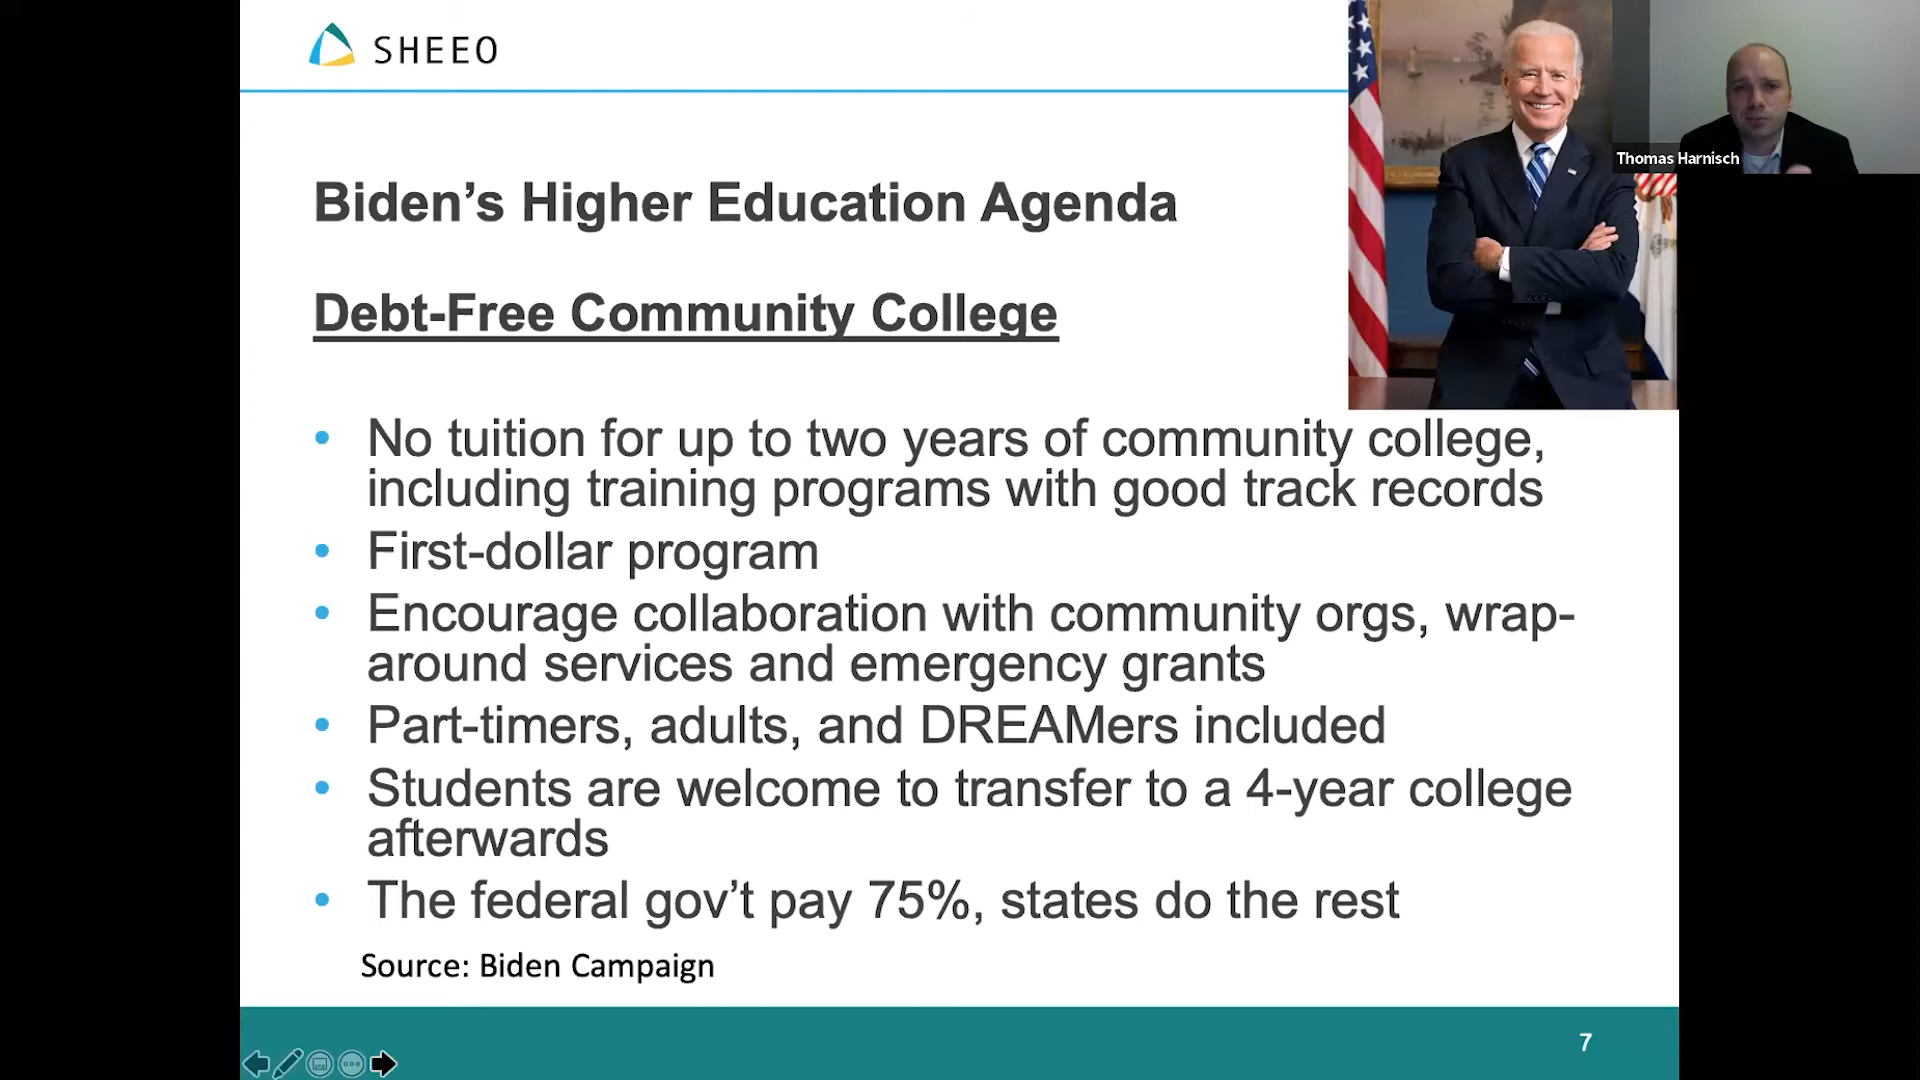 SHEEO
Thomas Harnisch
Biden’s Higher Education Agenda
Debt-Free Community College
• No tuition for up to two years of community college,
including training programs with good track records
• First-dollar program
• Encourage collaboration with community orgs, wrap-
around services and emergency grants
• Part-timers, adults, and DREAMers included
• Students are welcome to transfer to a 4-year college
afterwards
• The federal gov’t pay 75%, states do the rest
Source: Biden Campaign
7